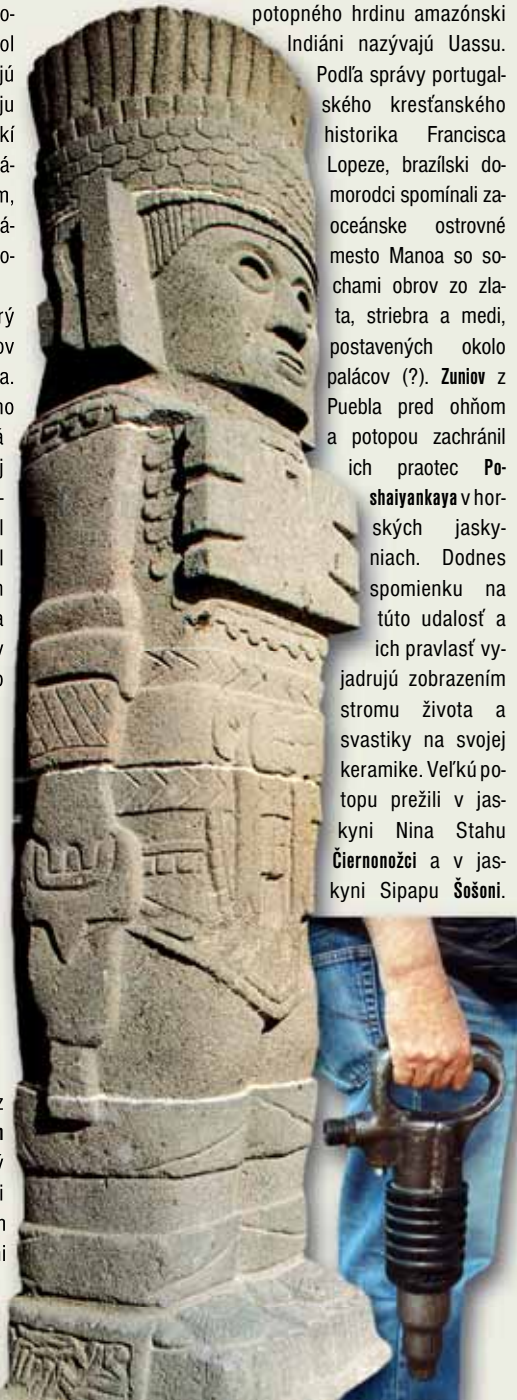 potopného hrdinu amazónski
Indiáni nazývajú Uassu.
Podľa správy portugal-
ského kresťanského
historika Francisca
Lopeze, brazílski do-
morodci spomínali za-
oceánske ostrovné
mesto Manoa so so-
chami obrov zo zla-
ta, striebra a medi,
postavených okolo
palácov (?). Zuniov z
Puebla pred ohňom
a potopou zachránil
ich praotec Po-
shaiyankaya v hor-
ských jasky-
niach. Dodnes
spomienku na
túto udalosť a
ich pravlasť vy-
jadrujú zobrazením
stromu života a
svastiky na svojej
keramike. Veľkú po-
topu prežili v jas-
kyni Nina Stahu
Čiernonožci a v jas-
kyni Sipapu Šošoni.